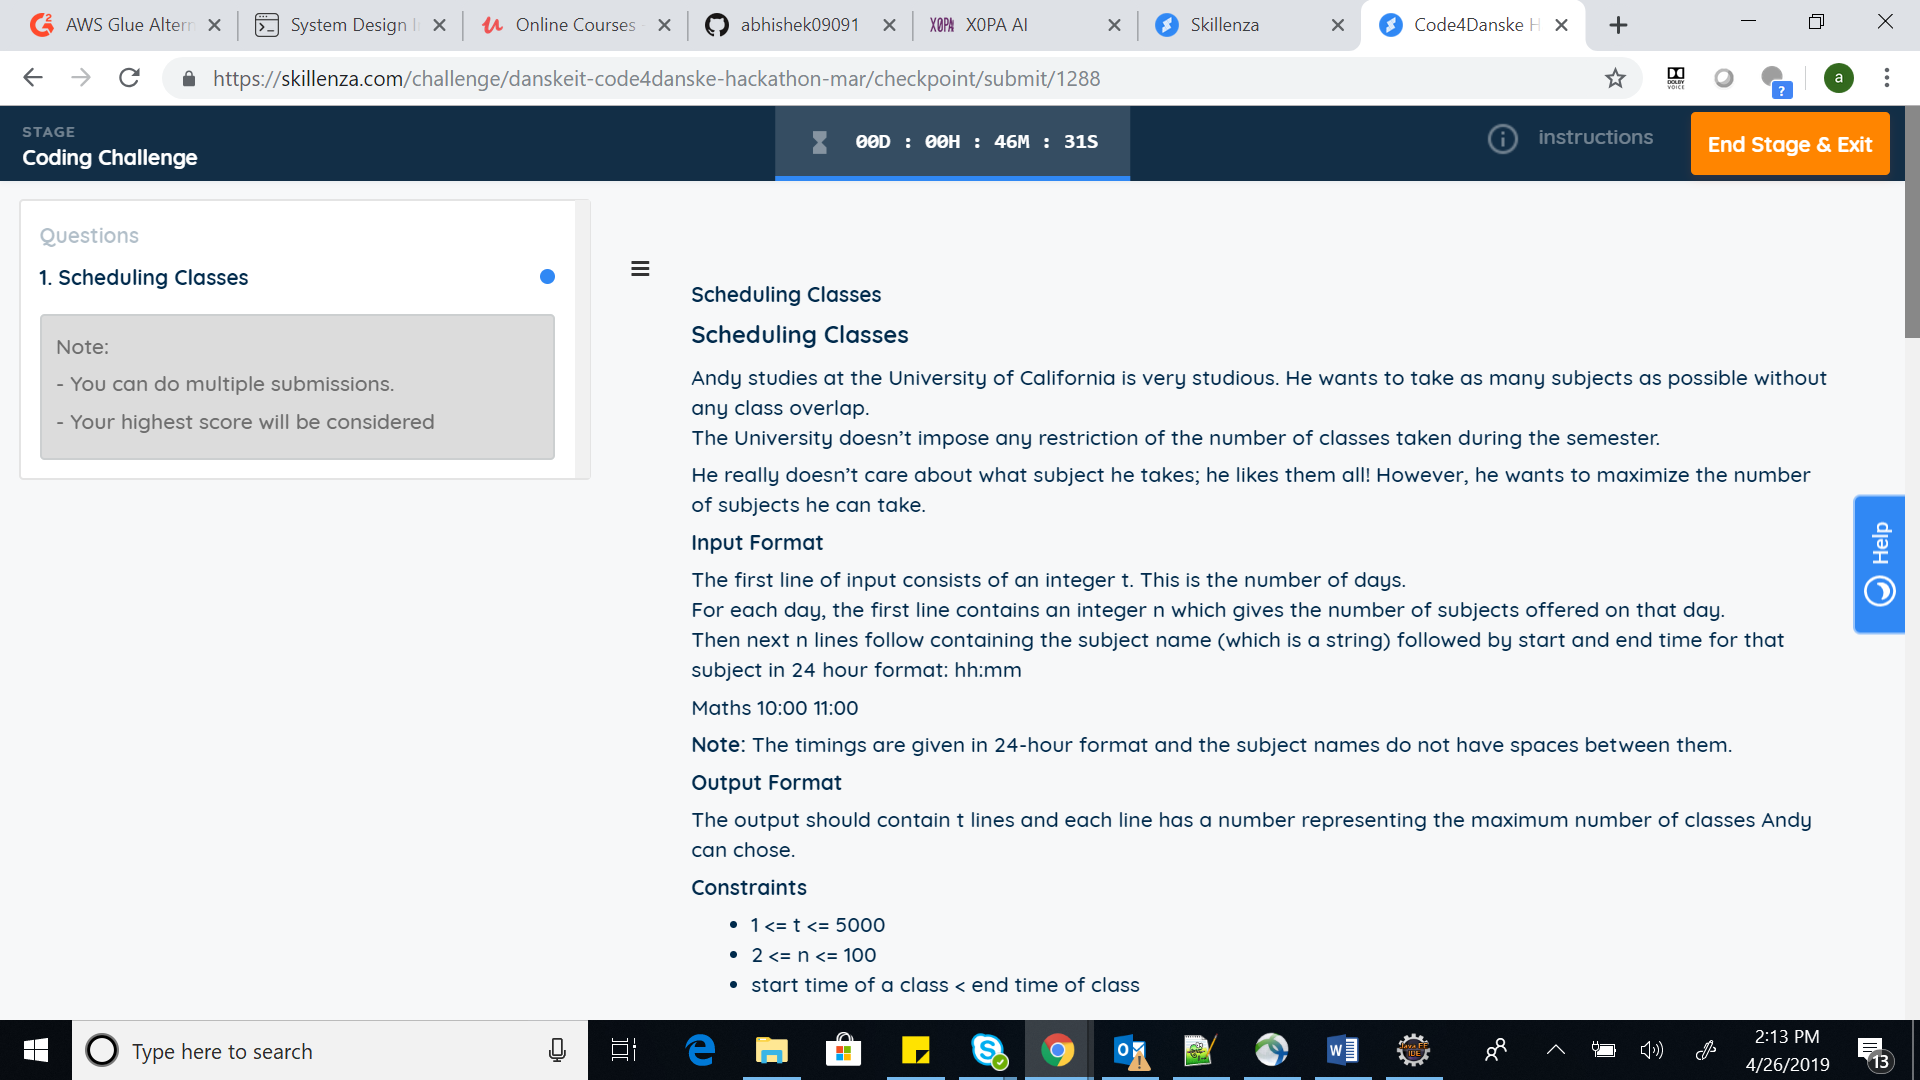 AWS Glue Altern
System Design I
Online Courses
abhishek09091
X0PA X0PA AI
Skillenza
Code4Danske H
https://skillenza.com/challenge/danskeit-code4danske-hackathon-mar/checkpoint/submit/1288
DOLBY
VOICE
?
a
STAGE
Coding Challenge
00D : 00H : 46M : 31S
i instructions
End Stage & Exit
Questions
1. Scheduling Classes
Note:
- You can do multiple submissions.
- Your highest score will be considered
Scheduling Classes
Scheduling Classes
Andy studies at the University of California is very studious. He wants to take as many subjects as possible without
any class overlap.
The University doesn’t impose any restriction of the number of classes taken during the semester.
He really doesn’t care about what subject he takes; he likes them all! However, he wants to maximize the number
of subjects he can take.
Input Format
The first line of input consists of an integer t. This is the number of days.
For each day, the first line contains an integer n which gives the number of subjects offered on that day.
Then next n lines follow containing the subject name (which is a string) followed by start and end time for that
subject in 24 hour format: hh:mm
Maths 10:00 11:00
Note: The timings are given in 24-hour format and the subject names do not have spaces between them.
Output Format
The output should contain t lines and each line has a number representing the maximum number of classes Andy
can chose.
Constraints
• 1 <= t <= 5000
• 2 <= n <= 100
• start time of a class < end time of class
Help
Type here to search
2:13 PM
4/26/2019
13